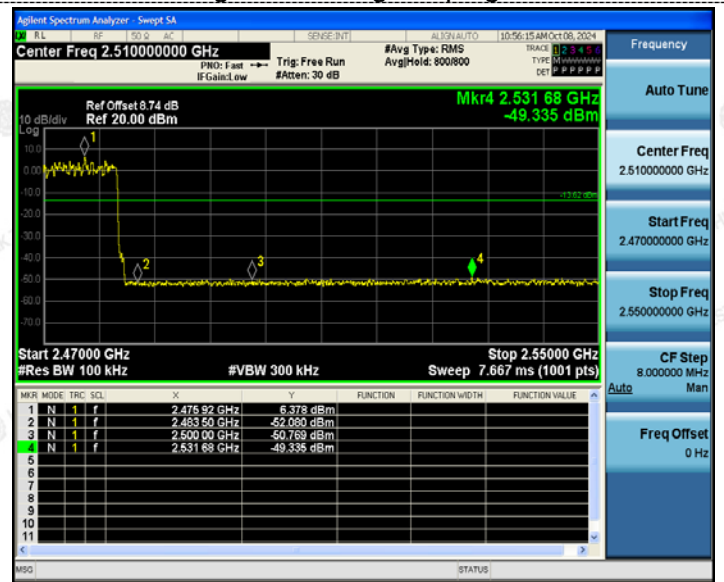 Agilent Spectrum Analyzer - Swept SA
RL RF 50 Ω AC SENSE:INT ALIGN AUTO 10:56:15 AM Oct 08, 2024
Center Freq 2.510000000 GHz
PNO: Fast
IFGain:Low
Trig: Free Run
#Atten: 30 dB
#Avg Type: RMS
Avg|Hold: 800/800
TRACE 1 2 3 4 5 6
TYPE M
DET P P P P P P
Ref Offset 8.74 dB
10 dB/div Ref 20.00 dBm
Log
Mkr4 2.531 68 GHz
-49.335 dBm
10.0
0.00
-10.0
-20.0
-30.0
-40.0
-50.0
-60.0
-70.0
1
2
3
4
-13.62 dBm
Start 2.47000 GHz Stop 2.55000 GHz
#Res BW 100 kHz #VBW 300 kHz Sweep 7.667 ms (1001 pts)
MKR MODE TRC SCL X Y FUNCTION FUNCTION WIDTH FUNCTION VALUE
1 N 1 f 2.475 92 GHz 6.378 dBm
2 N 1 f 2.483 50 GHz -52.080 dBm
3 N 1 f 2.500 00 GHz -50.769 dBm
4 N 1 f 2.531 68 GHz -49.335 dBm
5
6
7
8
9
10
11
MSG STATUS
Frequency
Auto Tune
Center Freq
2.510000000 GHz
Start Freq
2.470000000 GHz
Stop Freq
2.550000000 GHz
CF Step
8.000000 MHz
Auto Man
Freq Offset
0 Hz